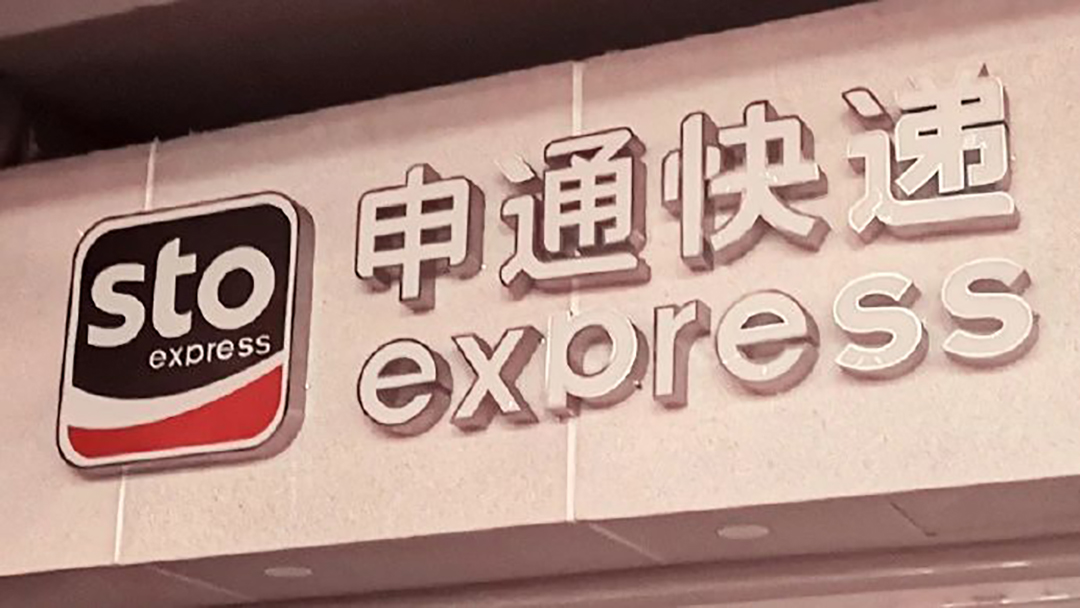 sto
express
申通快递
express